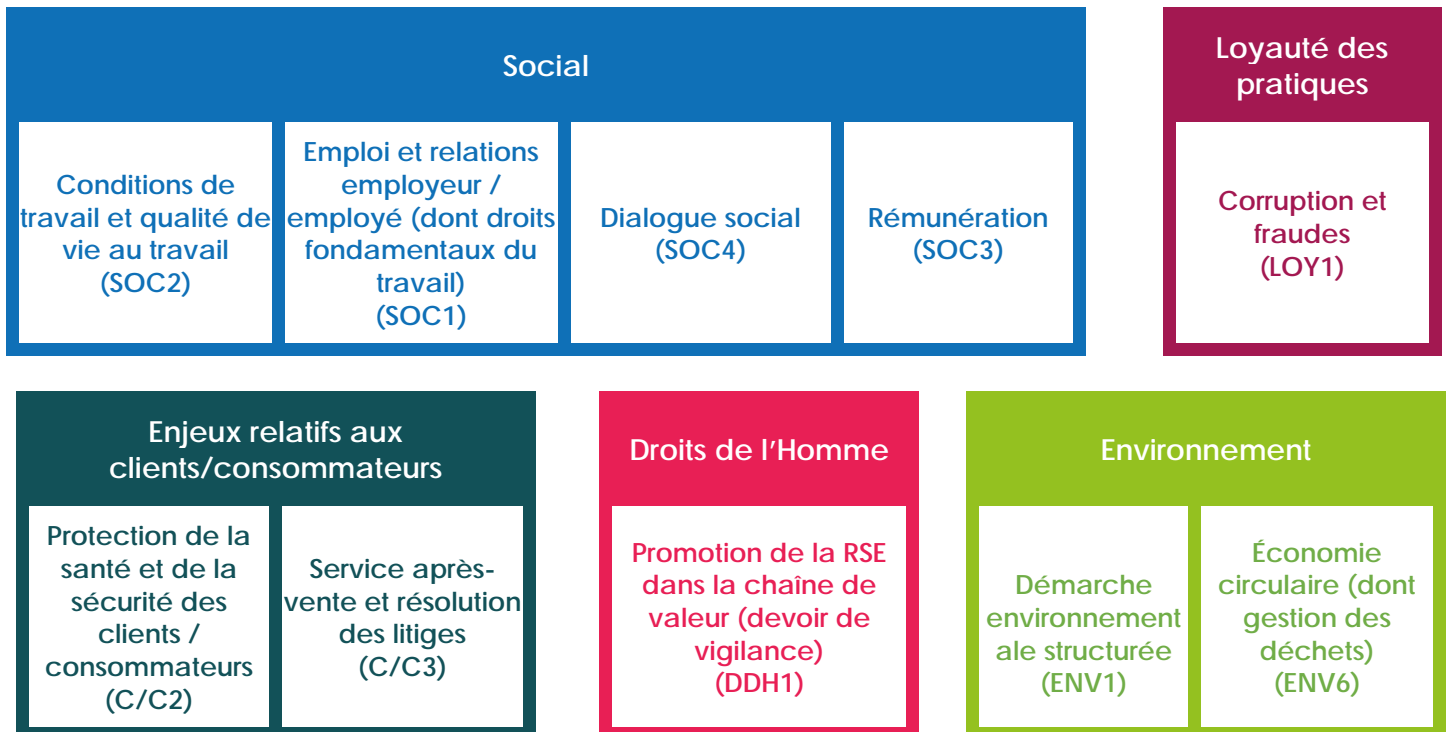 Social
Conditions de
travail et qualité de
vie au travail
(SOC2)
Emploi et relations
employeur /
employé (dont droits
fondamentaux du
travail)
(SOC1)
Dialogue social
(SOC4)
Rémunération
(SOC3)
Loyauté des
pratiques
Corruption et
fraudes
(LOY1)
Enjeux relatifs aux
clients/consommateurs
Protection de la
santé et de la
sécurité des
clients /
consommateurs
(C/C2)
Service après-
vente et résolution
des litiges
(C/C3)
Droits de l'Homme
Promotion de la RSE
dans la chaîne de
valeur (devoir de
vigilance)
(DDH1)
Environnement
Démarche
environnement
ale structurée
(ENV1)
Économie
circulaire (dont
gestion des
déchets)
(ENV6)